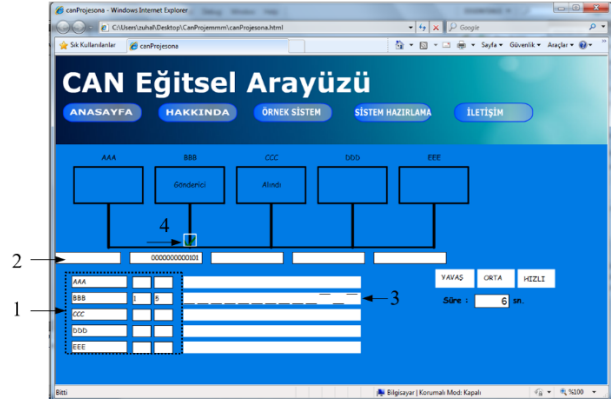 canProjesona - Windows Internet Explorer
C:\Users\zuhal\Desktop\CanProjemmm\canProjesona.html
Google
Sık Kullanılanlar
canProjesona
Sayfa
Güvenlik
Araçlar
CAN Eğitsel Arayüzü
ANASAYFA
HAKKINDA
ÖRNEK SİSTEM
SİSTEM HAZIRLAMA
İLETİŞİM
AAA
BBB
CCC
DDD
EEE
Gönderici
Alındı
4
2
0000000000101
YAVAŞ
ORTA
HIZLI
AAA
BBB
1
5
3
Süre :
6
sn.
1
CCC
DDD
EEE
Bitti
Bilgisayar | Korumalı Mod: Kapalı
%100